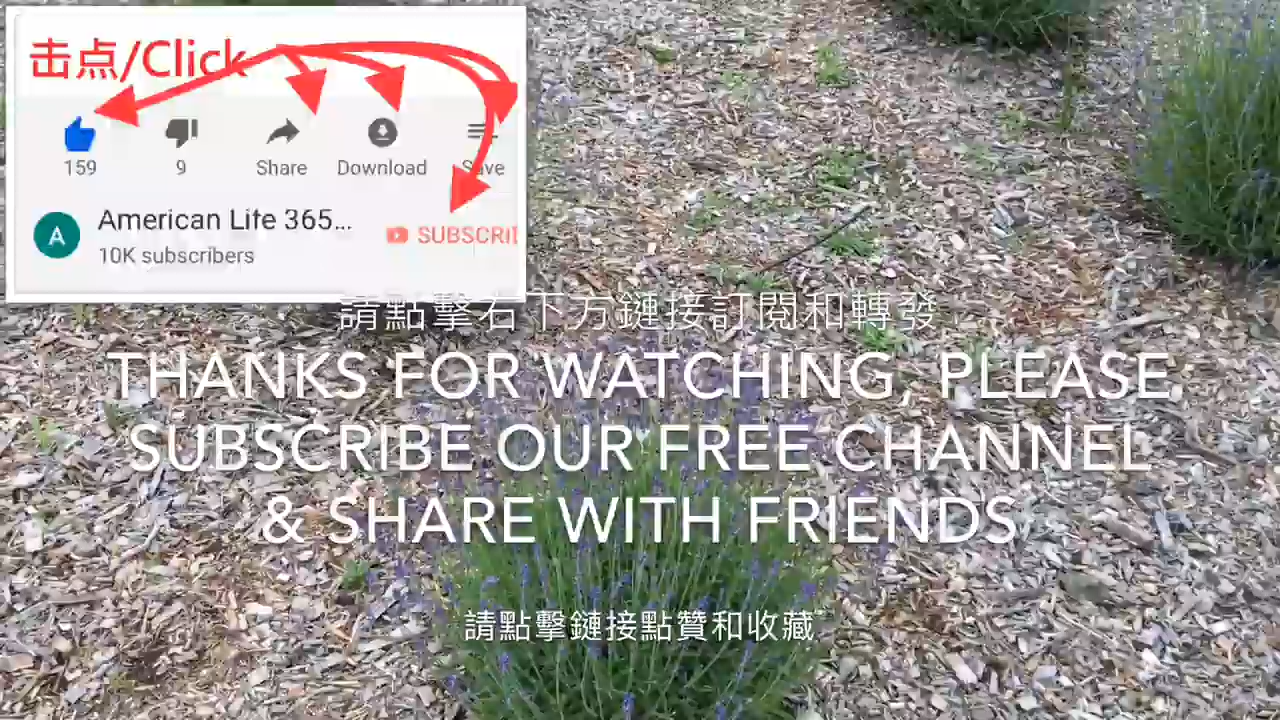 击点/Click
159
9
Share
Download
Save
American Life 365...
10K subscribers
SUBSCRI
請點擊右下方鏈接訂閱和轉發
THANKS FOR WATCHING, PLEASE
SUBSCRIBE OUR FREE CHANNEL
& SHARE WITH FRIENDS
請點擊鏈接點贊和收藏